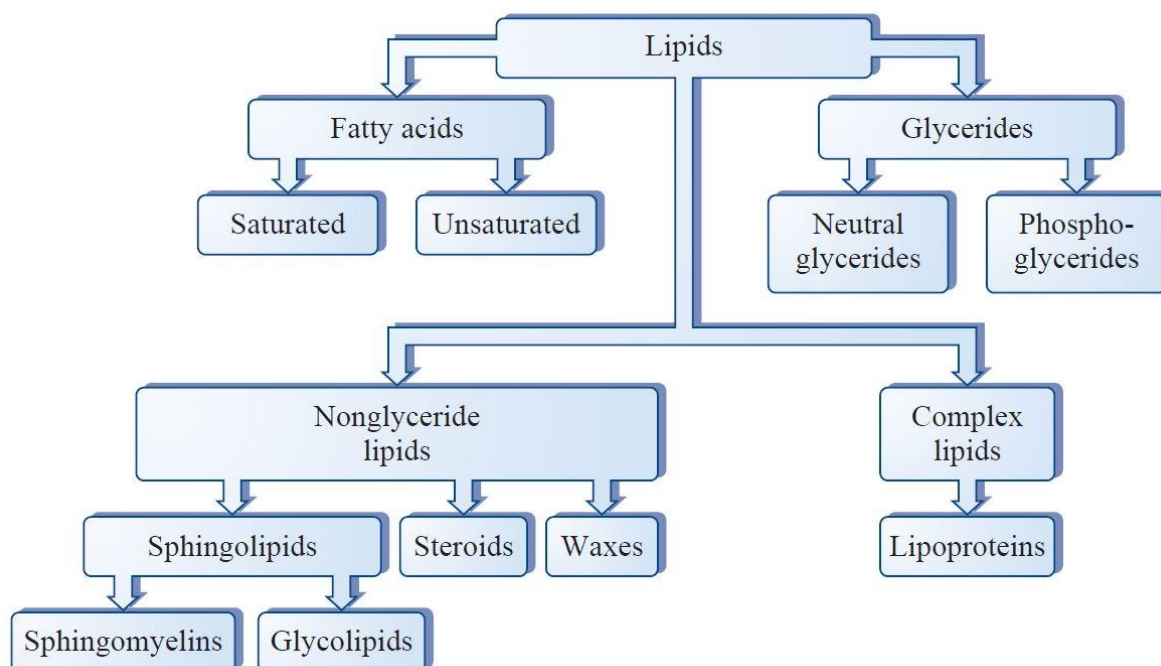 Lipids
Fatty acids
Glycerides
Saturated
Unsaturated
Neutral
glycerides
Phospho-
glycerides
Nonglyceride
lipids
Complex
lipids
Sphingolipids
Steroids
Waxes
Lipoproteins
Sphingomyelins
Glycolipids